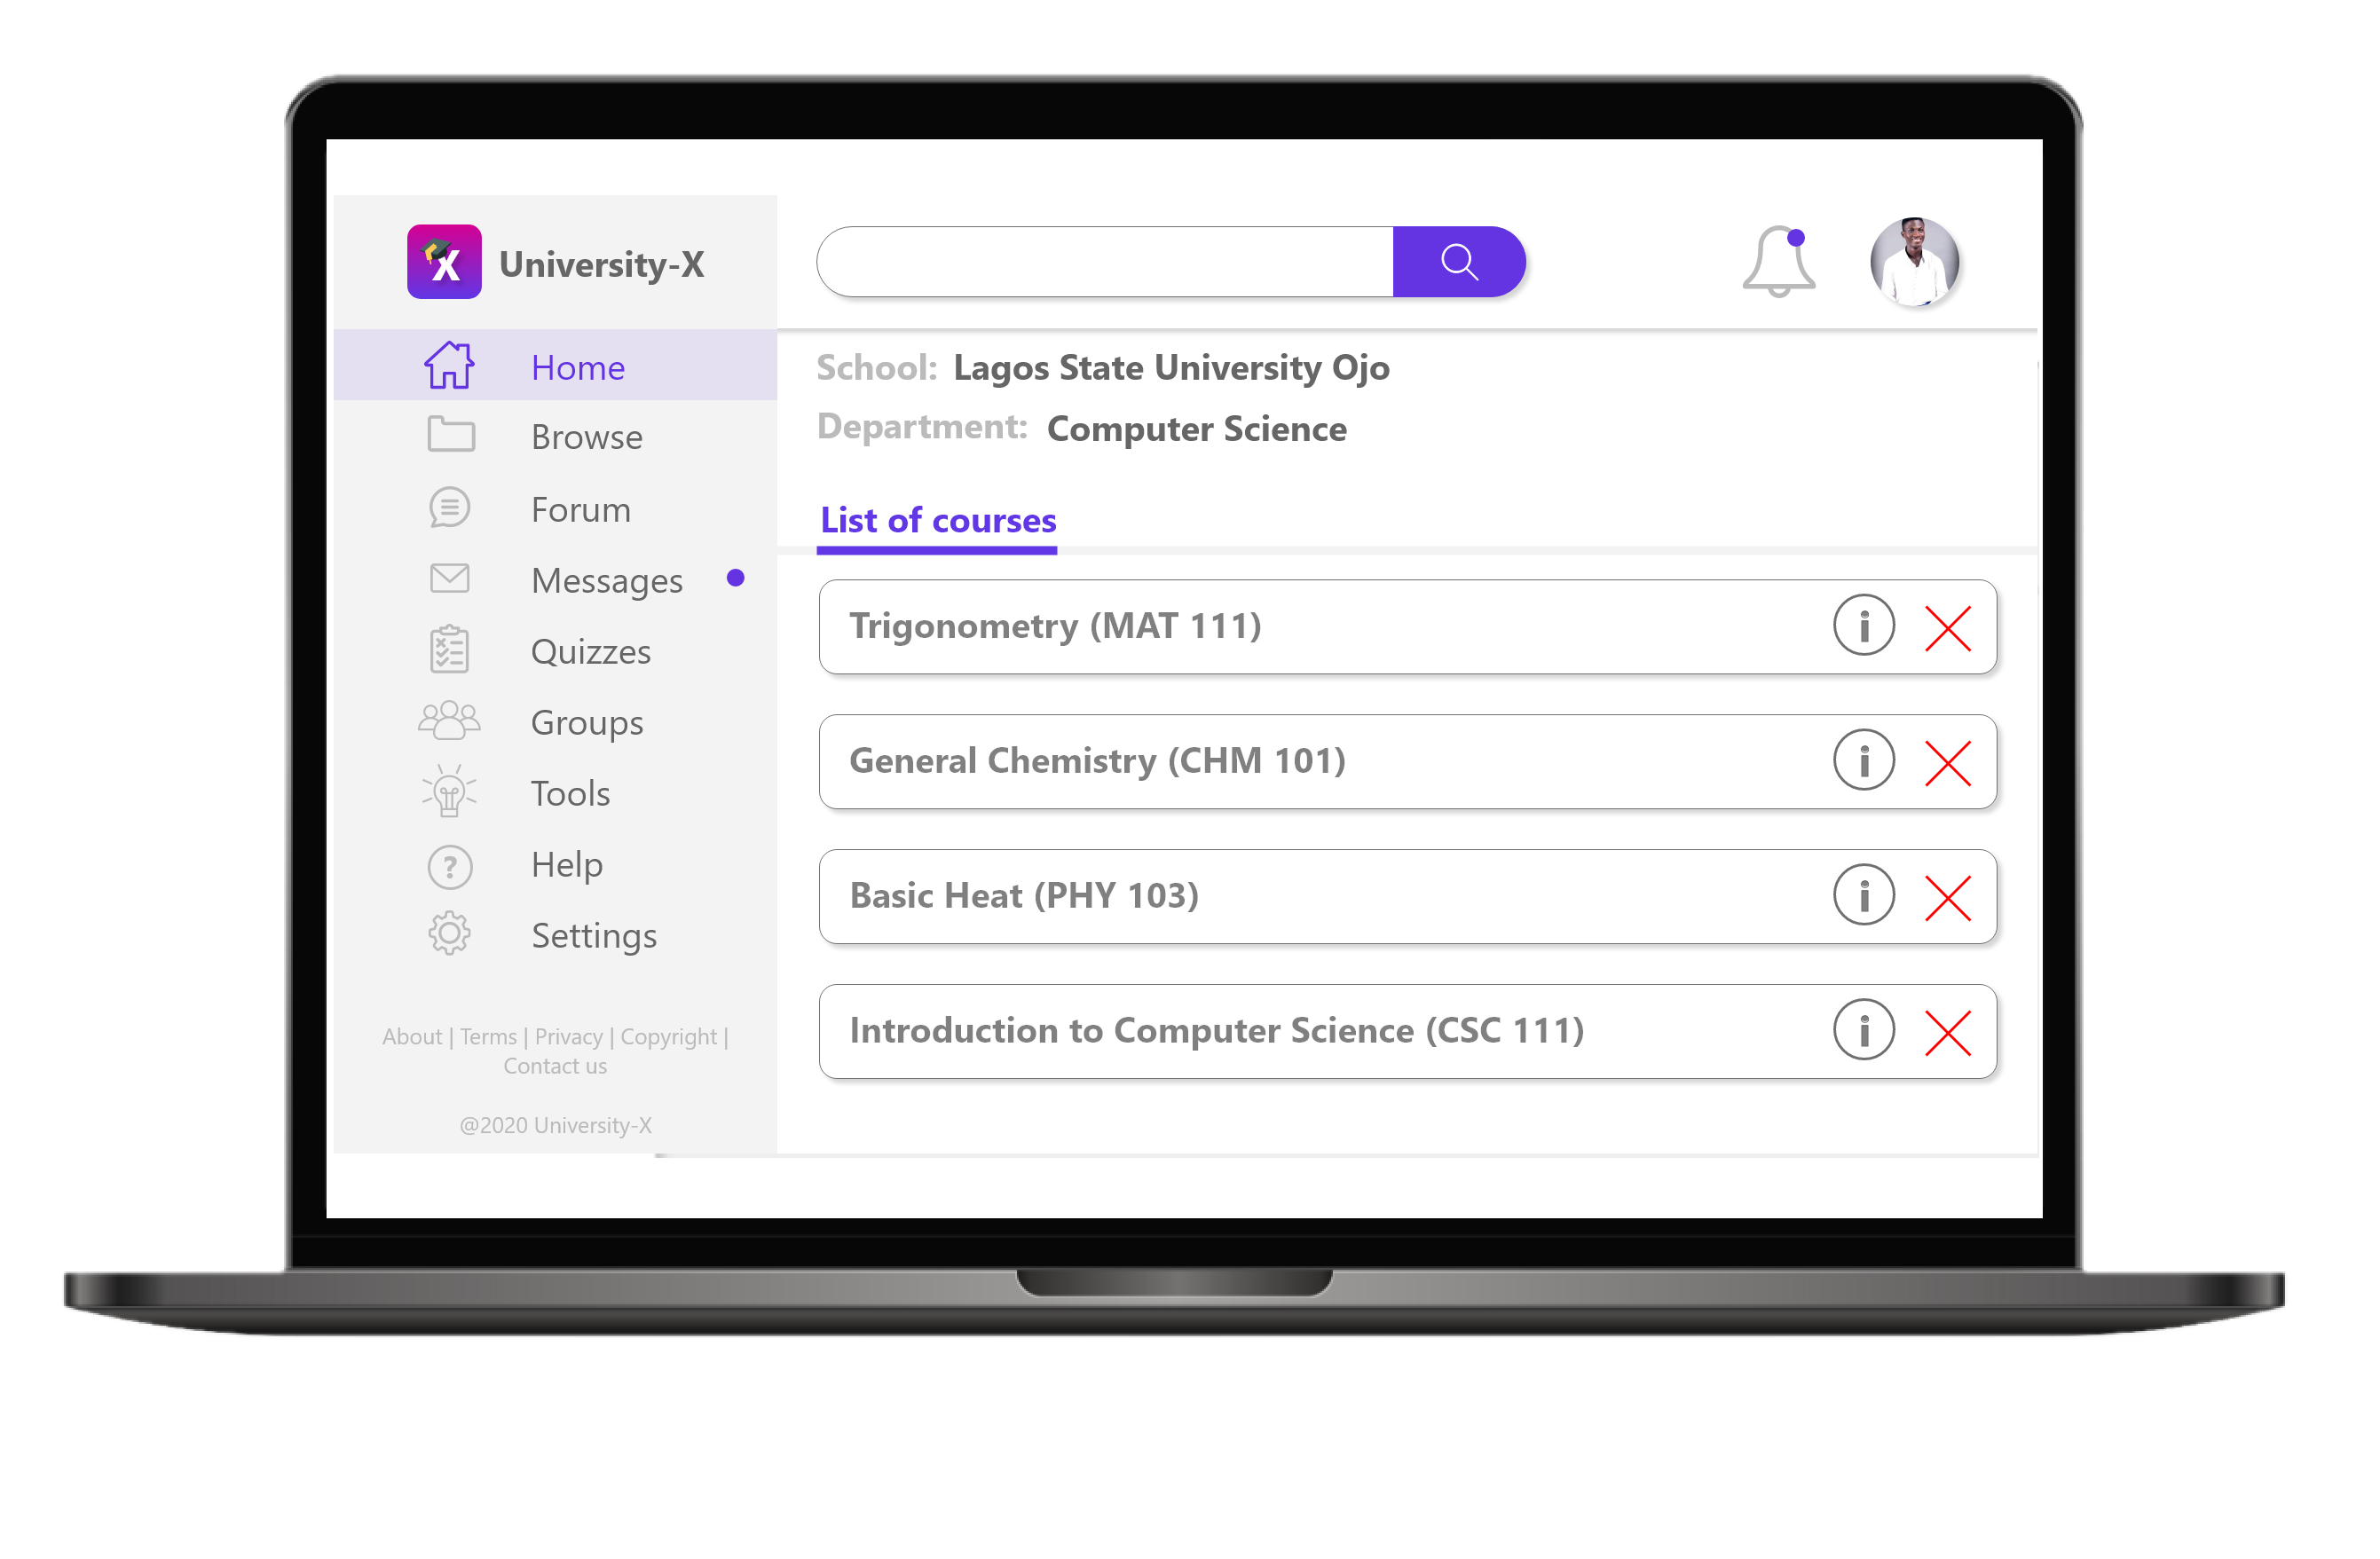 X University-X
Home
Browse
Forum
Messages
Quizzes
Groups
Tools
Help
Settings
About | Terms | Privacy | Copyright |
Contact us
@2020 University-X
School: Lagos State University Ojo
Department: Computer Science
List of courses
Trigonometry (MAT 111)
General Chemistry (CHM 101)
Basic Heat (PHY 103)
Introduction to Computer Science (CSC 111)